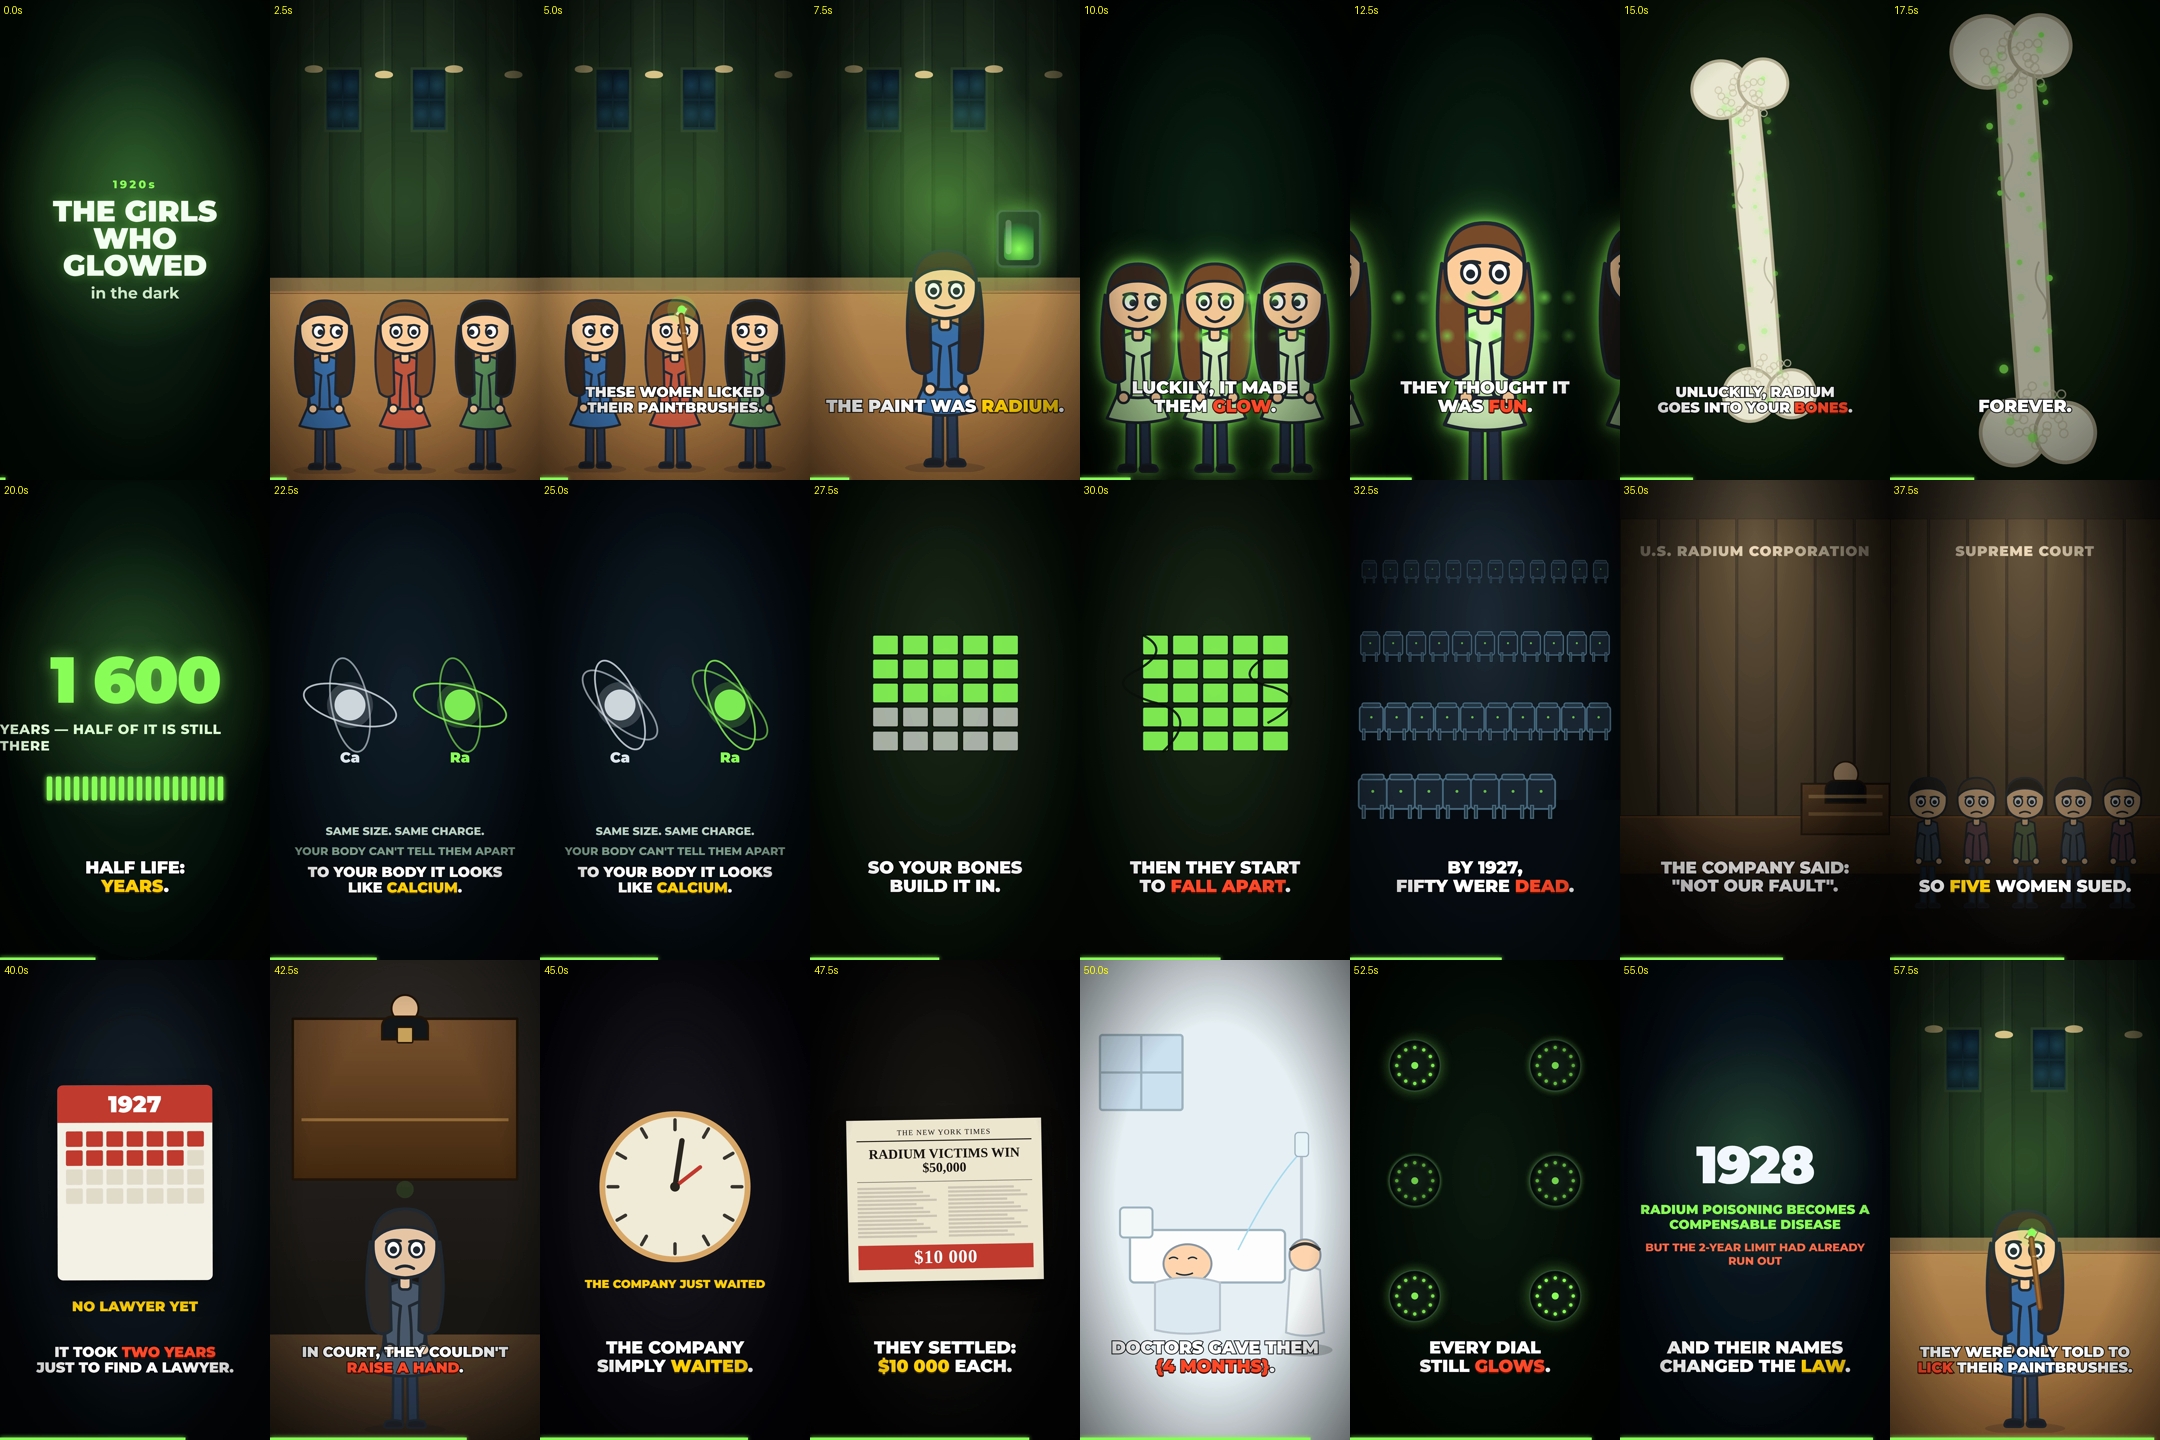 0.0s
1920s
THE GIRLS
WHO
GLOWED
in the dark
2.5s
5.0s
THESE WOMEN LICKED
THEIR PAINTBRUSHES.
7.5s
THE PAINT WAS RADIUM.
10.0s
LUCKILY, IT MADE
THEM GLOW.
12.5s
THEY THOUGHT IT
WAS FUN.
15.0s
UNLUCKILY, RADIUM
GOES INTO YOUR BONES.
17.5s
FOREVER.
20.0s
1 600
YEARS — HALF OF IT IS STILL
THERE
HALF LIFE:
YEARS.
22.5s
Ca
Ra
SAME SIZE. SAME CHARGE.
YOUR BODY CAN'T TELL THEM APART
TO YOUR BODY IT LOOKS
LIKE CALCIUM.
25.0s
Ca
Ra
SAME SIZE. SAME CHARGE.
YOUR BODY CAN'T TELL THEM APART
TO YOUR BODY IT LOOKS
LIKE CALCIUM.
27.5s
SO YOUR BONES
BUILD IT IN.
30.0s
THEN THEY START
TO FALL APART.
32.5s
BY 1927,
FIFTY WERE DEAD.
35.0s
U.S. RADIUM CORPORATION
THE COMPANY SAID:
"NOT OUR FAULT".
37.5s
SUPREME COURT
SO FIVE WOMEN SUED.
40.0s
1927
NO LAWYER YET
IT TOOK TWO YEARS
JUST TO FIND A LAWYER.
42.5s
IN COURT, THEY COULDN'T
RAISE A HAND.
45.0s
THE COMPANY JUST WAITED
THE COMPANY
SIMPLY WAITED.
47.5s
THE NEW YORK TIMES
RADIUM VICTIMS WIN
$50,000
$10 000
THEY SETTLED:
$10 000 EACH.
50.0s
DOCTORS GAVE THEM
{4 MONTHS}.
52.5s
EVERY DIAL
STILL GLOWS.
55.0s
1928
RADIUM POISONING BECOMES A
COMPENSABLE DISEASE
BUT THE 2-YEAR LIMIT HAD ALREADY
RUN OUT
AND THEIR NAMES
CHANGED THE LAW.
57.5s
THEY WERE ONLY TOLD TO
LICK THEIR PAINTBRUSHES.